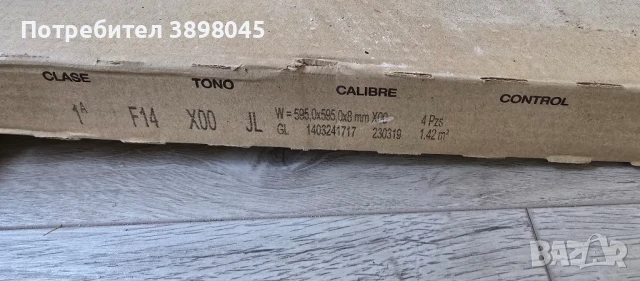 Потребител 3898045
CLASE TONO CALIBRE CONTROL
1ᴬ F14 X00 JL W = 595,0x595,0x8 mm X00 4 Pzs
GL 1403241717 230319 1.42 m²
BAZAR